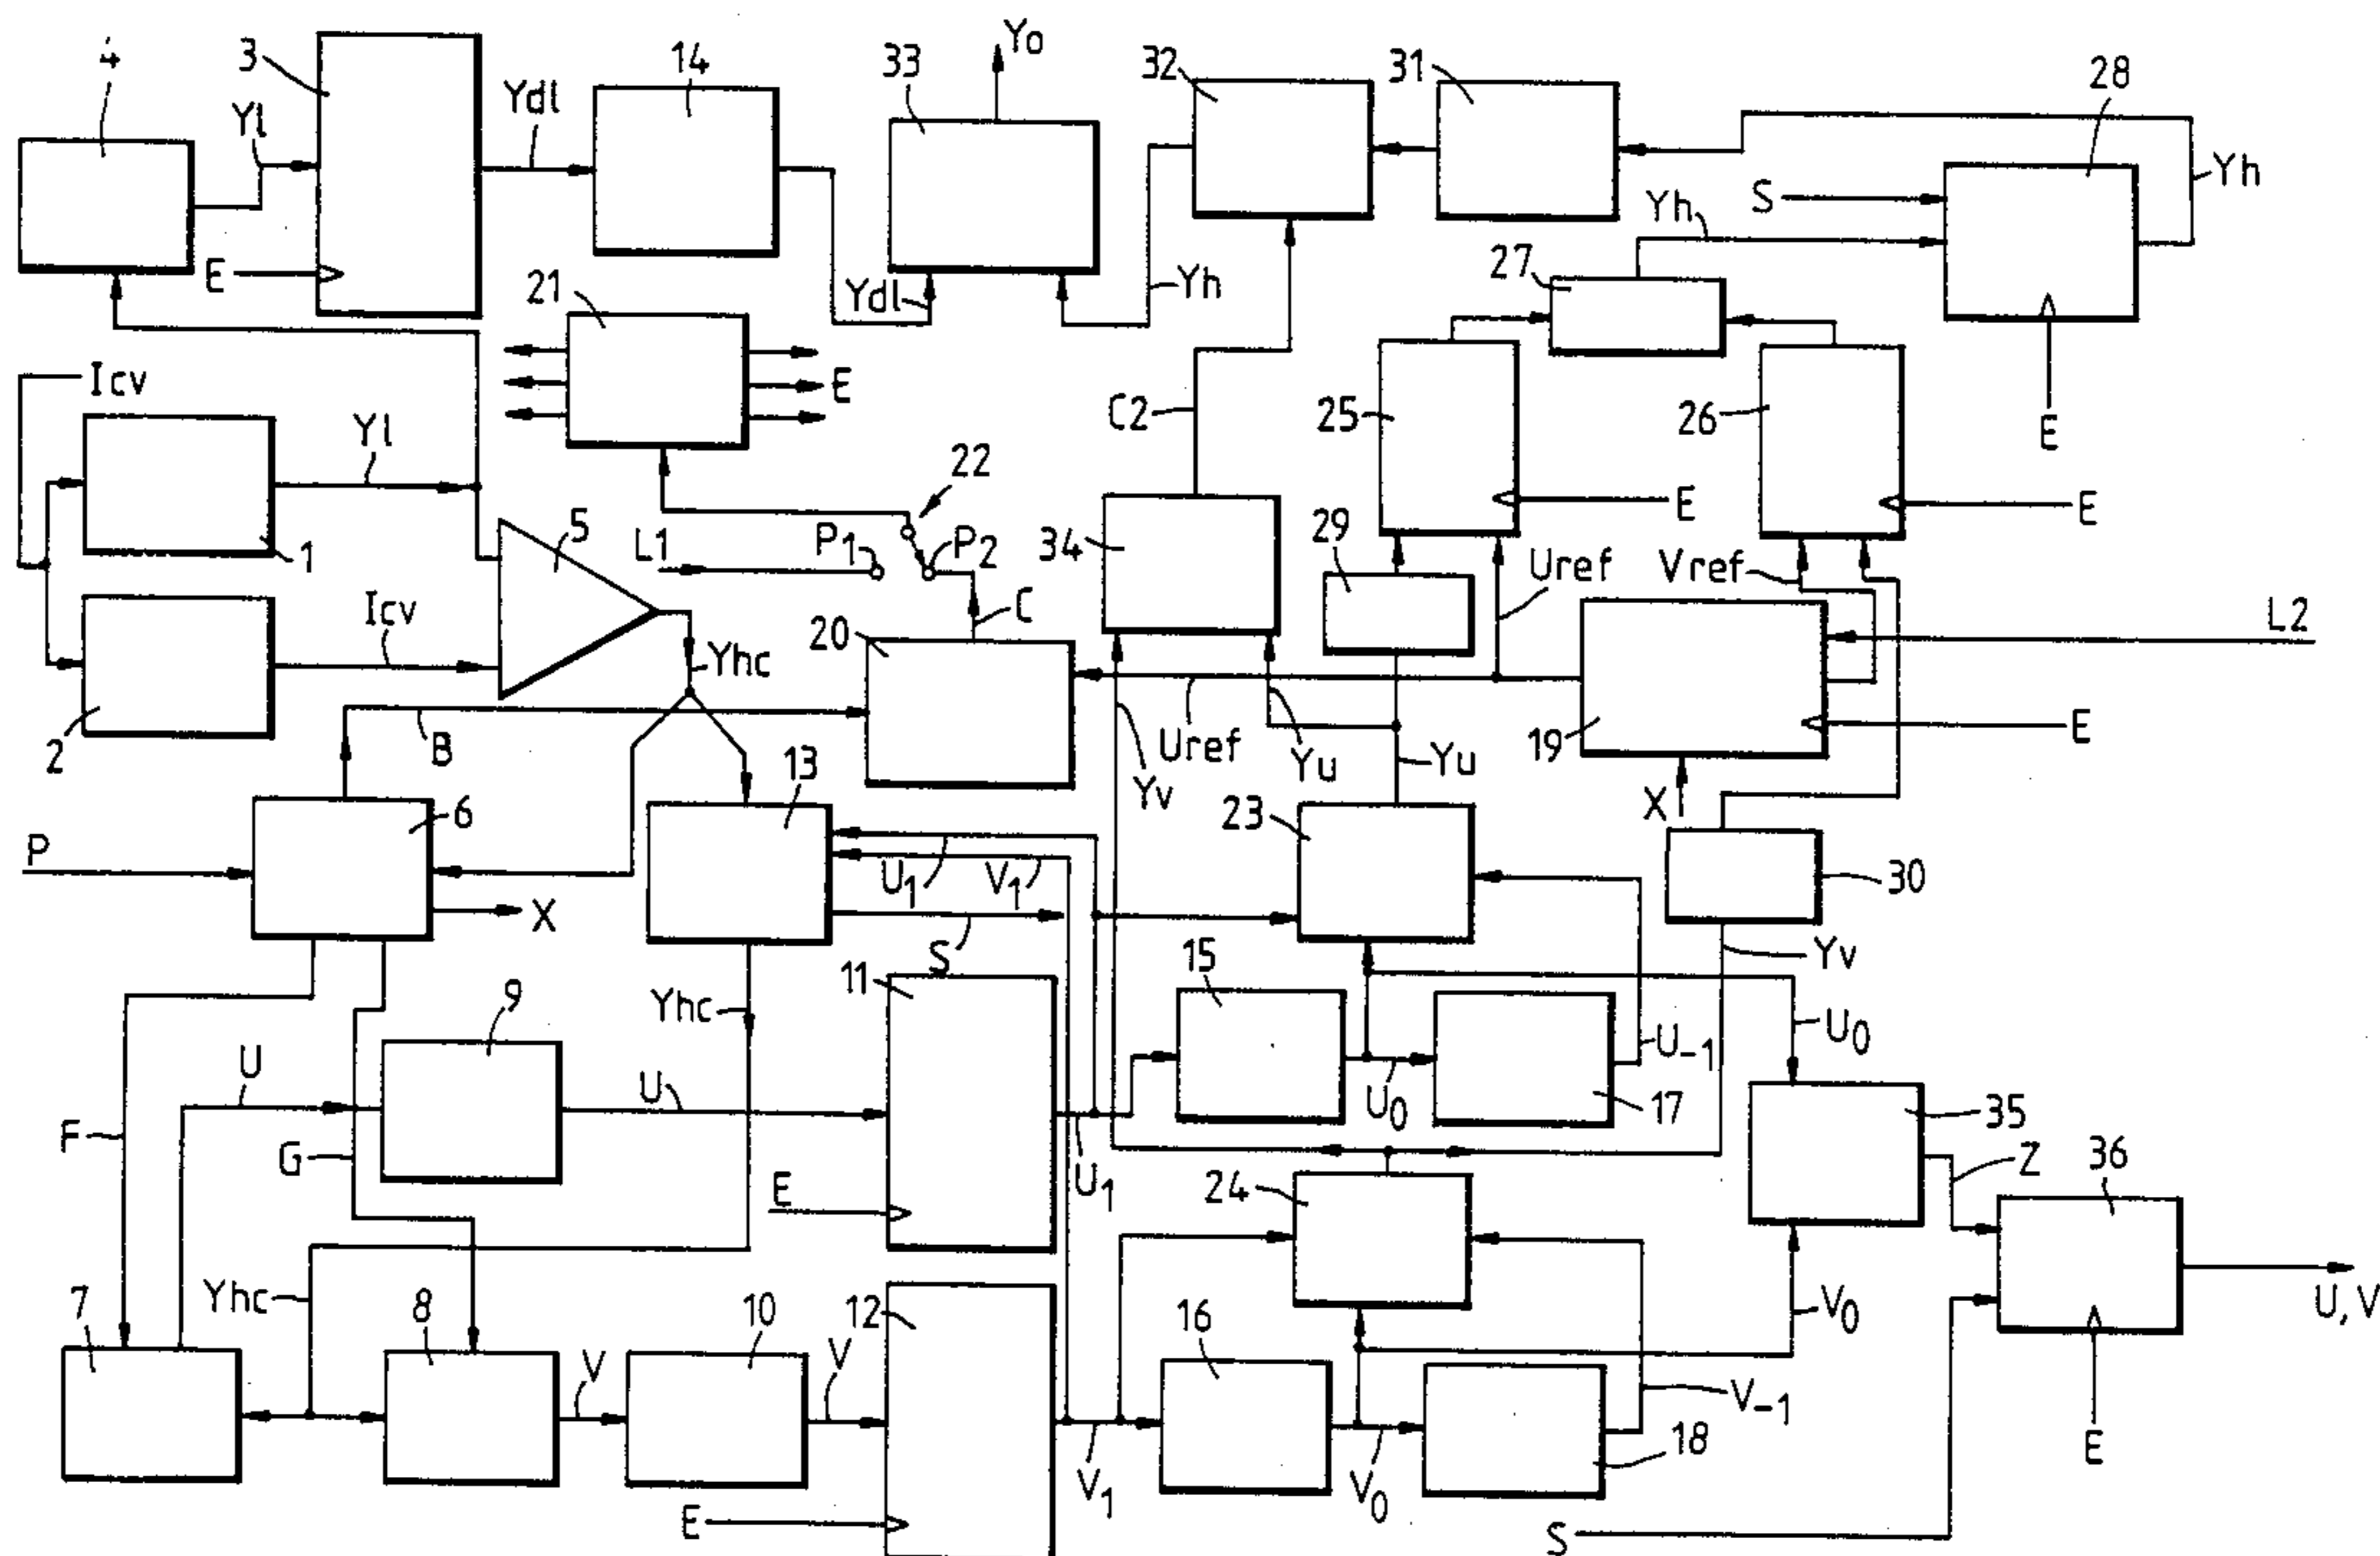 4
3
14
33
Yo
32
31
28
Yl
Ydl
Yh
S
Yh
E
21
Ydl
Yh
27
Icv
E
C2
25
26
E
Yl
22
1
5
L1
P1
P2
34
29
E
E
Uref
Vref
Icv
C
20
L2
Yhc
2
B
Uref
Yu
Yu
19
E
13
Yv
23
X
P
6
U1
V1
30
X
S
Yv
15
11
9
Yhc
U0
U-1
U
U
U0
17
35
F
G
E
U1
24
Z
36
7
Yhc
8
10
12
16
V0
U, V
V
V
V-1
V1
V0
18
E
E
S